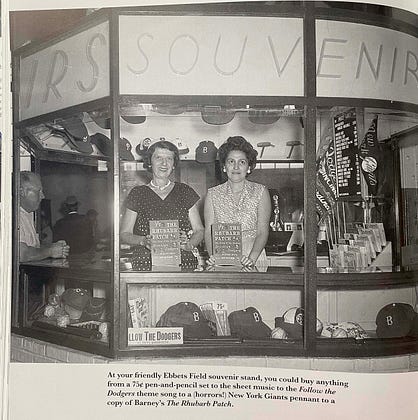 IRS SOUVENIR
B
B
THE
RHUBARB
PATCH
THE
RHUBARB
PATCH
75¢
B
B
FOLLOW THE DODGERS
At your friendly Ebbets Field souvenir stand, you could buy anything
from a 75¢ pen-and-pencil set to the sheet music to the Follow the
Dodgers theme song to a (horrors!) New York Giants pennant to a
copy of Barney's The Rhubarb Patch.